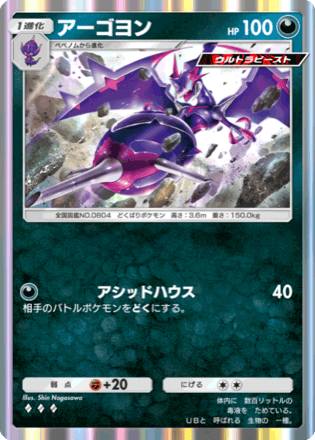 1進化
アーゴヨン
HP 100
ベベノムから進化
ウルトラビースト
全国図鑑NO.0804 どくばりポケモン 高さ:3.6m 重さ:150.0kg
アシッドハウス 40
相手のバトルポケモンをどくにする。
弱点 +20 にげる
Illus. Shin Nagasawa
体内に 数百リットルの
毒液を ためている。
UBと 呼ばれる 生物の 一種。